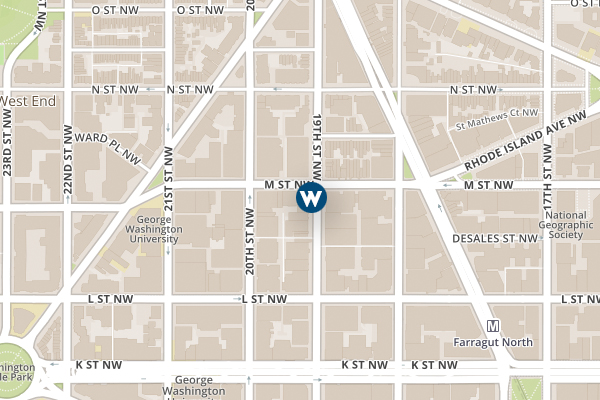 O ST NW
O ST NW
O ST NW
N ST NW
N ST NW
N ST NW
West End
St Mathews Ct NW
WARD PL NW
RHODE ISLAND AVE NW
23RD ST NW
22ND ST NW
21ST ST NW
20TH ST NW
19TH ST NW
17TH ST NW
M ST NW
M ST NW
W
George
Washington
University
National
Geographic
Society
DESALES ST NW
L ST NW
L ST NW
L ST NW
M
Farragut North
K ST NW
K ST NW
K ST NW
George
Washington